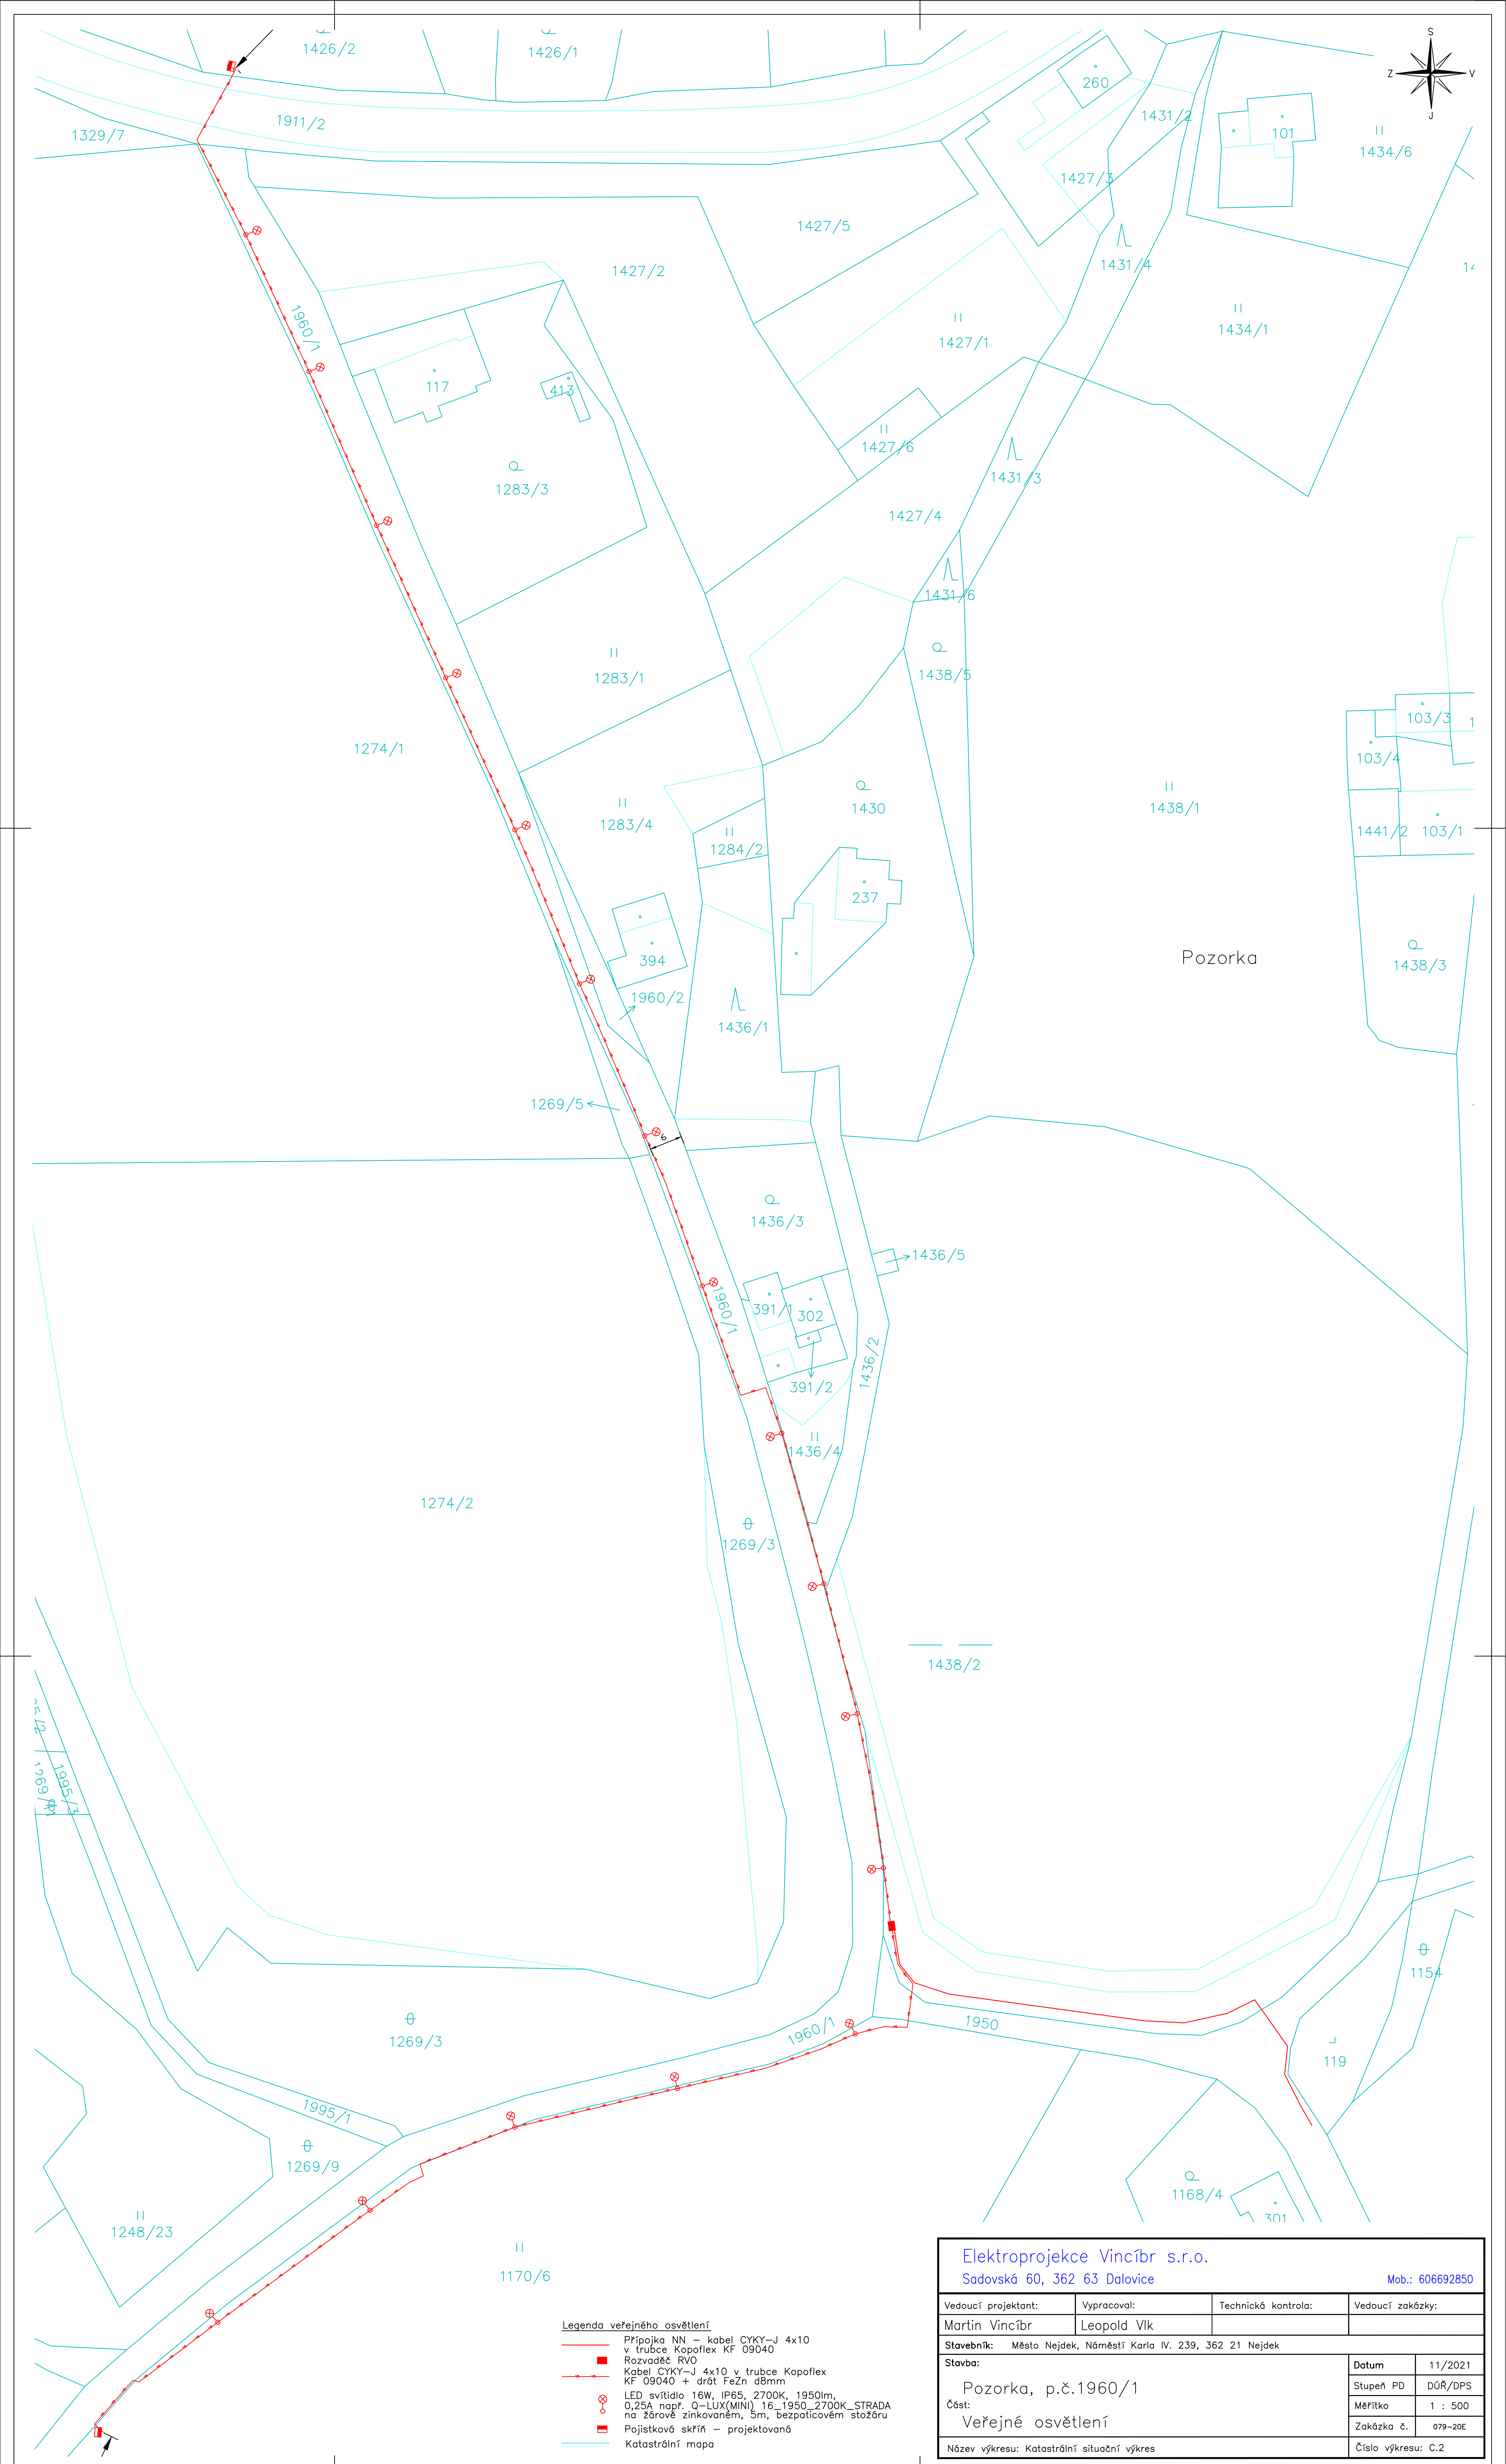 1426/2
1426/1
S
Z
V
J
260
1911/2
1329/7
1431/2
101
1434/6
1427/3
1427/5
1427/2
1431/4
1960/1
1434/1
1427/1
117
413
1427/6
1283/3
1431/3
1427/4
1431/6
1283/1
1438/5
1274/1
103/3
103/4
1283/4
1430
1438/1
1284/2
1441/2
103/1
237
394
Pozorka
1438/3
1960/2
1436/1
1269/5
6
1436/3
1436/5
1960/1
391/1
302
1436/2
391/2
1436/4
1274/2
1269/3
1438/2
1995/3
1154
1269/3
1960/1
1950
119
1995/1
1269/9
1168/4
301
1248/23
1170/6
Legenda veřejného osvětlení
Přípojka NN – kabel CYKY–J 4x10
v trubce Kopoflex KF 09040
Rozvaděč RVO
Kabel CYKY–J 4x10 v trubce Kopoflex
KF 09040 + drát FeZn d8mm
LED svítidlo 16W, IP65, 2700K, 1950lm,
0,25A např. Q–LUX(MINI) 16_1950_2700K_STRADA
na žárově zinkovaném, 5m, bezpaticovém stožáru
Pojistková skříň – projektovaná
Katastrální mapa
Elektroprojekce Vincíbr s.r.o.
Sadovská 60, 362 63 Dalovice
Mob.: 606692850
Vedoucí projektant:
Vypracoval:
Technická kontrola:
Vedoucí zakázky:
Martin Vincíbr
Leopold Vlk
Stavebník: Město Nejdek, Náměstí Karla IV. 239, 362 21 Nejdek
Stavba:
Pozorka, p.č.1960/1
Část:
Veřejné osvětlení
Datum 11/2021
Stupeň PD DÚŘ/DPS
Měřítko 1 : 500
Zakázka č. 079–20E
Název výkresu: Katastrální situační výkres
Číslo výkresu: C.2